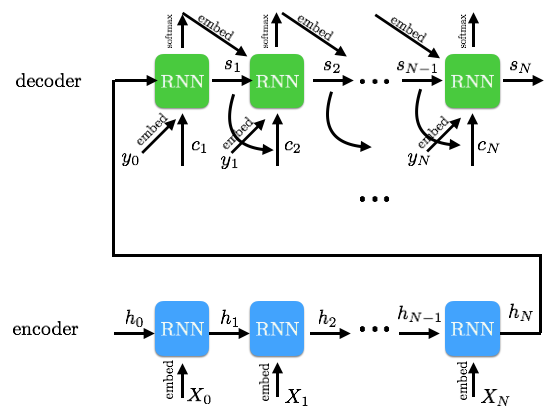 softmax embed softmax embed embed softmax
s_1 s_2 ... s_{N-1} s_N
decoder RNN RNN RNN
embed embed embed
y_0 c_1 y_1 c_2 y_N c_N
...
h_0 h_1 h_2 ... h_{N-1} h_N
encoder RNN RNN RNN
embed embed embed
X_0 X_1 X_N